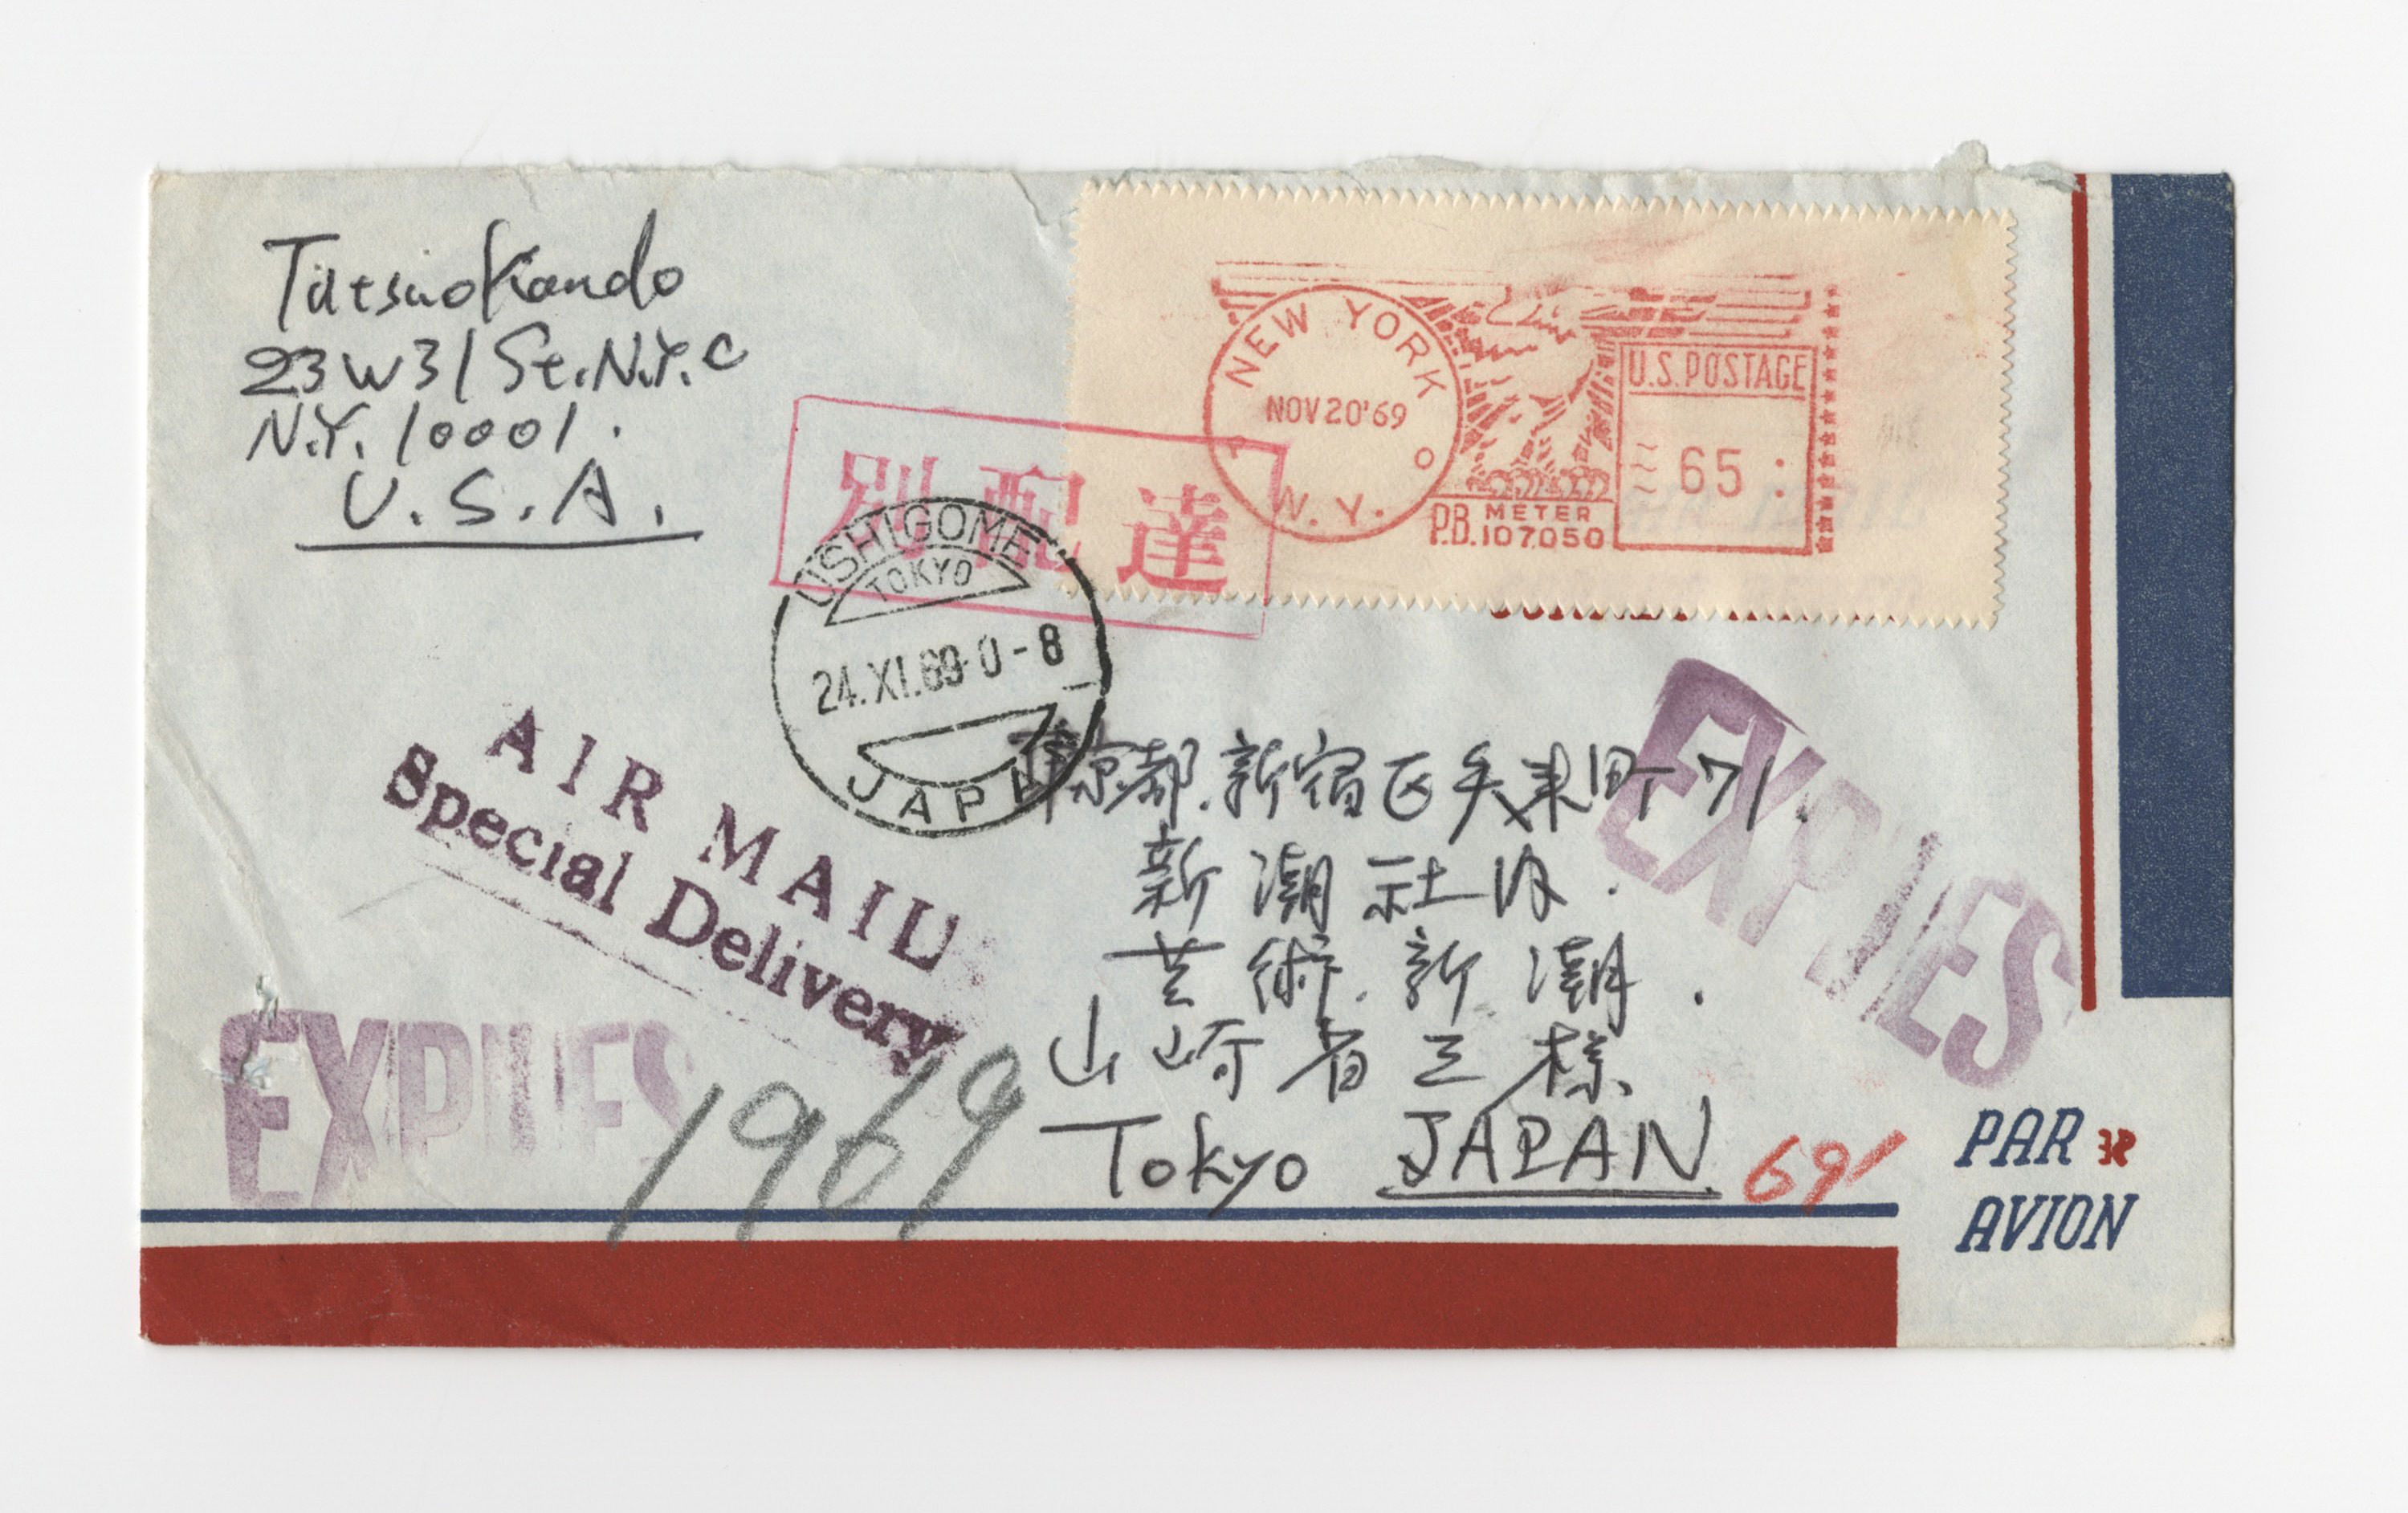 Tatsuo Kondo
23 W 31 St. N.Y.C
N.Y. 10001.
U.S.A.
NEW YORK
NOV 20 '69
N.Y.
U.S. POSTAGE
65
P.B. METER
107050
別配達
USHIGOME
TOKYO
24.XI.69.0-8
JAPAN
AIR MAIL
Special Delivery
EXPRES
EXPRES
東京都.新宿区矢来町71.
新潮社内.
芸術新潮.
山崎省三様
Tokyo JAPAN
1969
69'
PAR
AVION